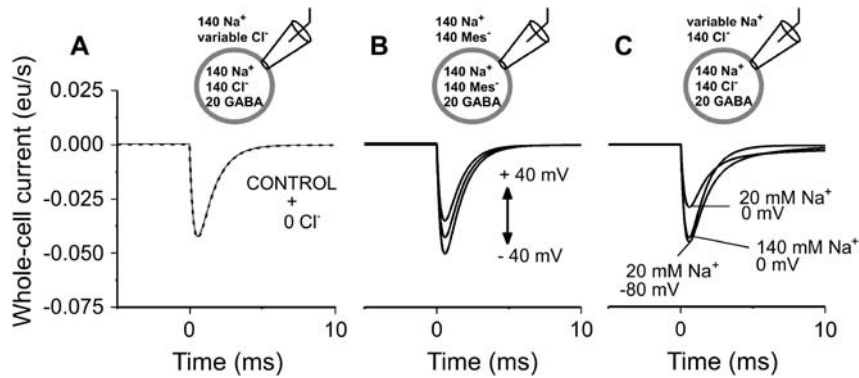 A
140 Na⁺
variable Cl⁻
140 Na⁺
140 Cl⁻
20 GABA
B
140 Na⁺
140 Mes⁻
140 Na⁺
140 Mes⁻
20 GABA
C
variable Na⁺
140 Cl⁻
140 Na⁺
140 Cl⁻
20 GABA
Whole-cell current (eu/s)
0.025
0.000
-0.025
-0.050
-0.075
CONTROL
+
0 Cl⁻
+ 40 mV
- 40 mV
20 mM Na⁺
0 mV
140 mM Na⁺
0 mV
20 mM Na⁺
-80 mV
0
10
0
10
0
10
Time (ms)
Time (ms)
Time (ms)